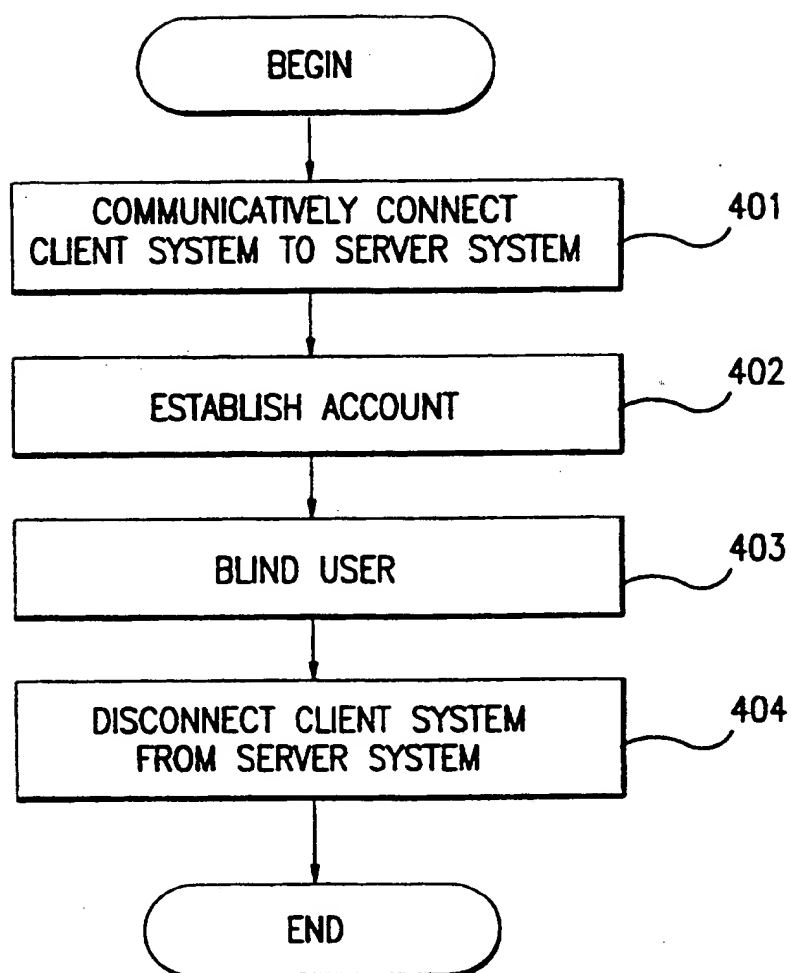 BEGIN
COMMUNICATIVELY CONNECT
CLIENT SYSTEM TO SERVER SYSTEM
401
ESTABLISH ACCOUNT
402
BLIND USER
403
DISCONNECT CLIENT SYSTEM
FROM SERVER SYSTEM
404
END